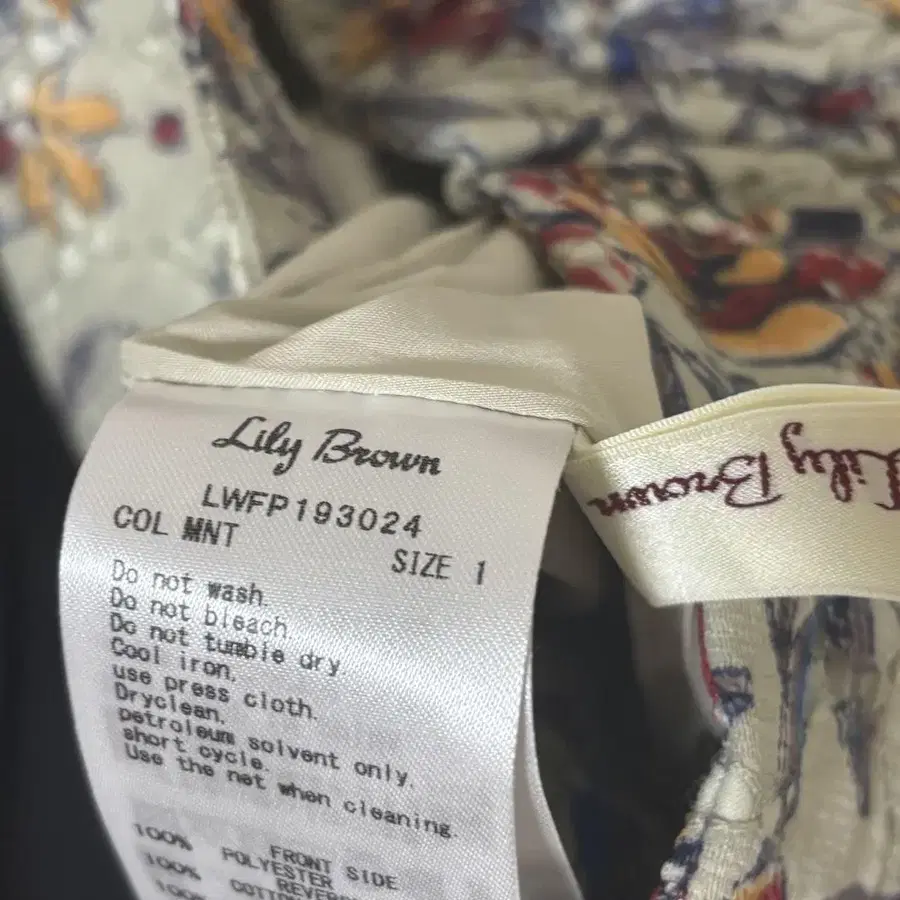 Lily Brown
LWFP193024
COL MNT
SIZE 1
Do not wash.
Do not bleach
Do not tumble dry.
Cool iron,
use press cloth.
Dryclean,
petroleum solvent only,
short cycle.
Use the net when cleaning.
FRONT SIDE
100% POLYESTER
100%
100%
Lily Brown